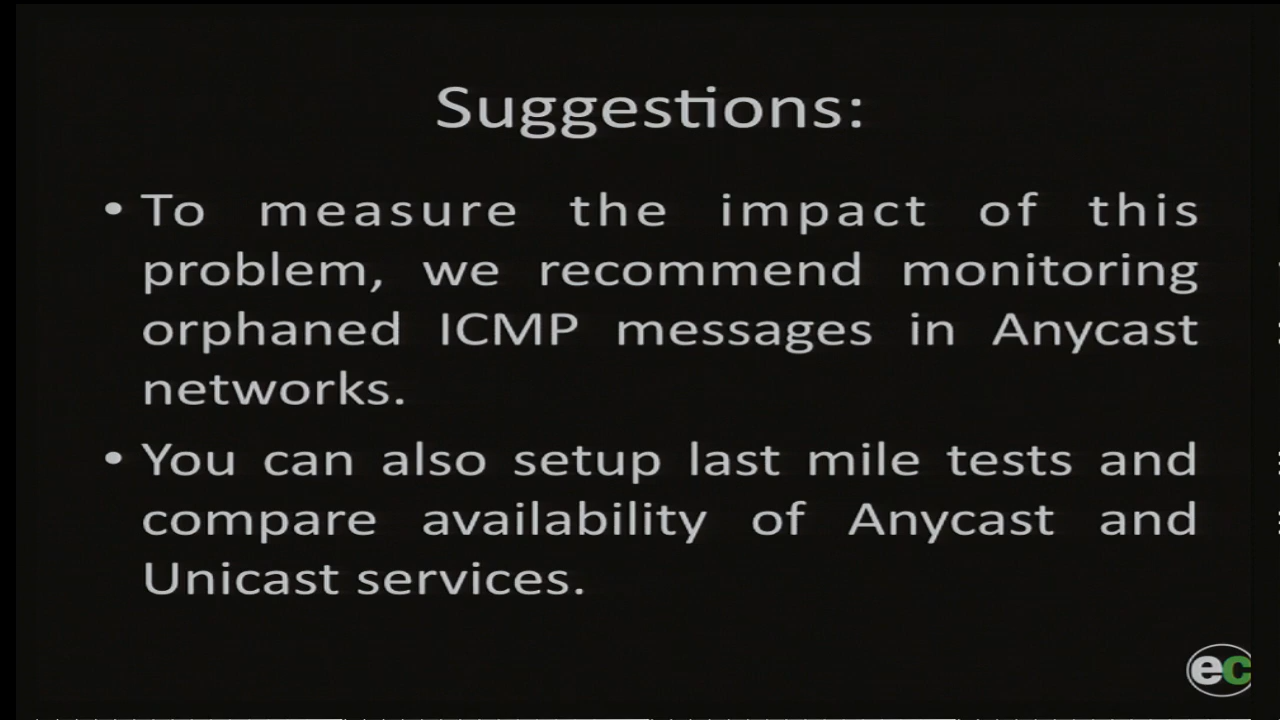 Suggestions:
• To measure the impact of this
problem, we recommend monitoring
orphaned ICMP messages in Anycast
networks.
• You can also setup last mile tests and
compare availability of Anycast and
Unicast services.
ec